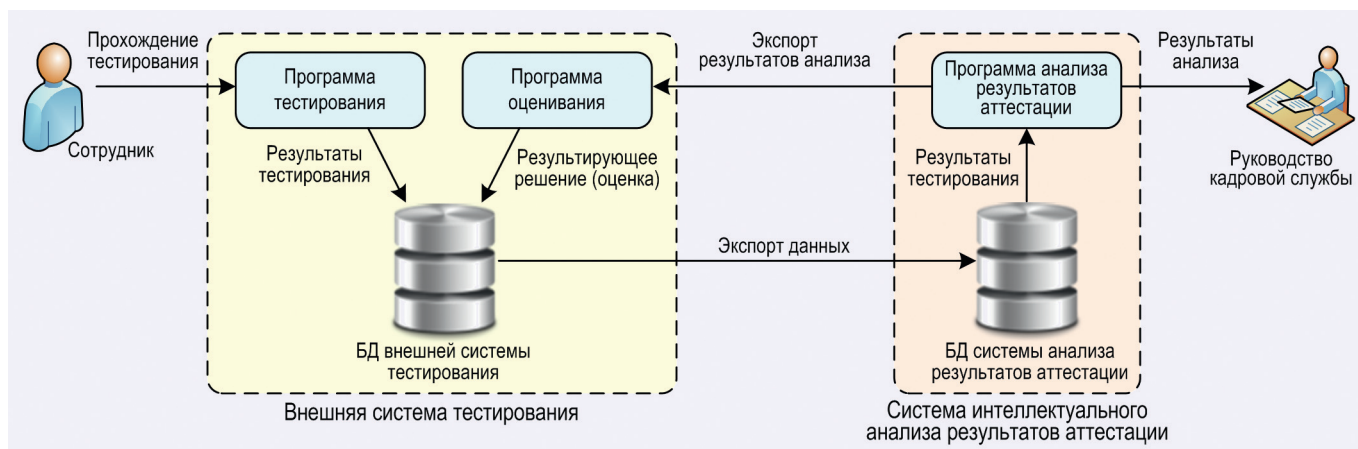 Прохождение
тестирования
Сотрудник
Программа
тестирования
Программа
оценивания
Результаты
тестирования
Результирующее
решение (оценка)
БД внешней системы
тестирования
Внешняя система тестирования
Экспорт
результатов анализа
Экспорт данных
Программа анализа
результатов
аттестации
Результаты
тестирования
БД системы анализа
результатов аттестации
Система интеллектуального
анализа результатов аттестации
Результаты
анализа
Руководство
кадровой службы